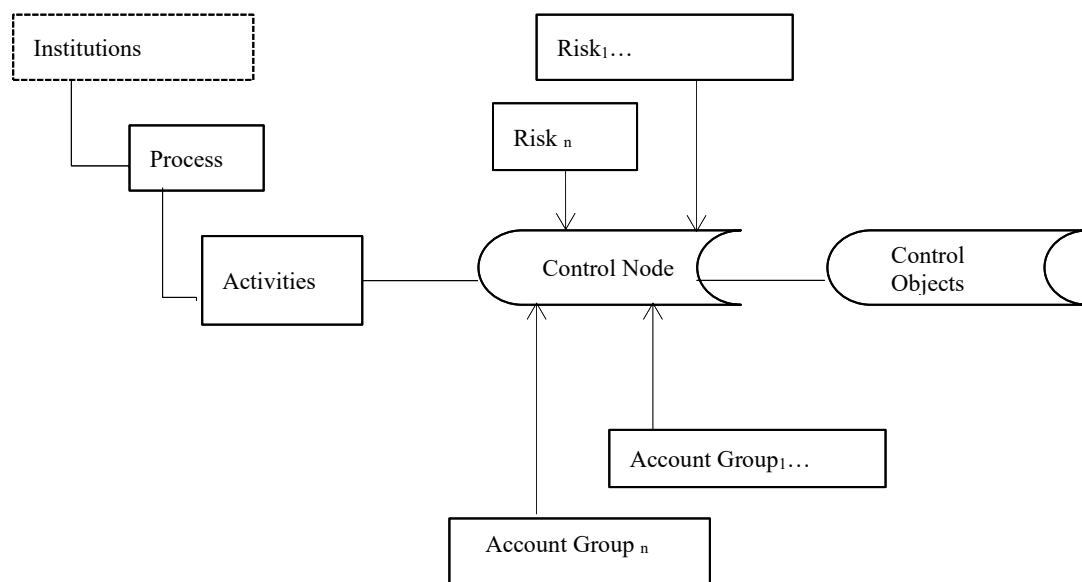 Institutions
Risk₁…
Risk ₙ
Process
Activities
Control Node
Control
Objects
Account Group₁…
Account Group ₙ